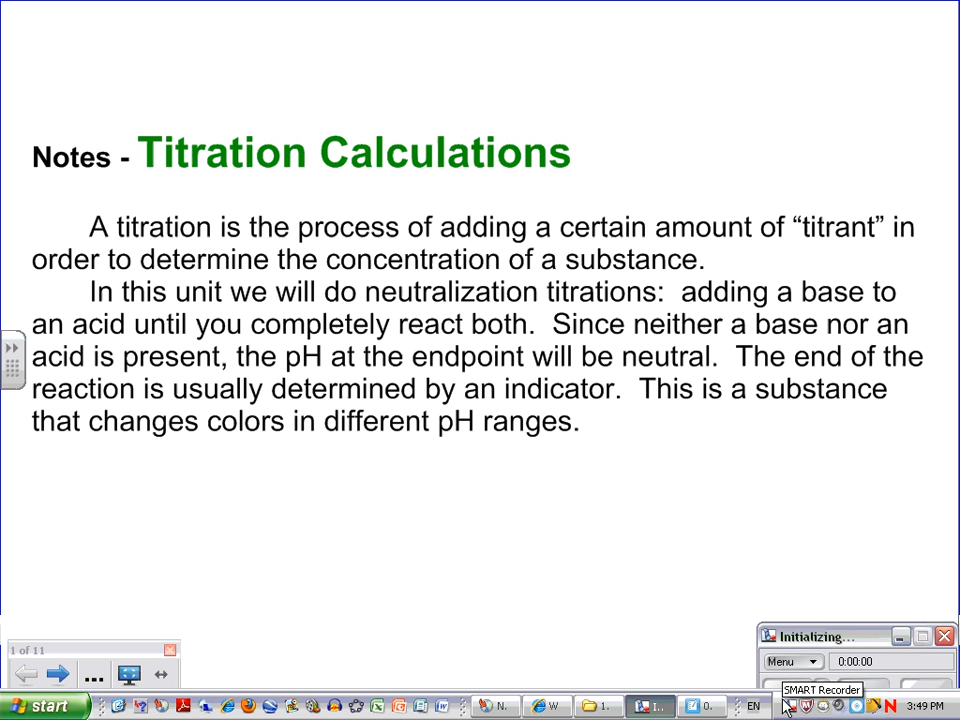 Notes - Titration Calculations
A titration is the process of adding a certain amount of “titrant” in
order to determine the concentration of a substance.
In this unit we will do neutralization titrations:  adding a base to
an acid until you completely react both.  Since neither a base nor an
acid is present, the pH at the endpoint will be neutral.  The end of the
reaction is usually determined by an indicator.  This is a substance
that changes colors in different pH ranges.
1 of 11
Initializing...
Menu 0:00:00
SMART Recorder
start N. W 1. I.. 0. EN 3:49 PM